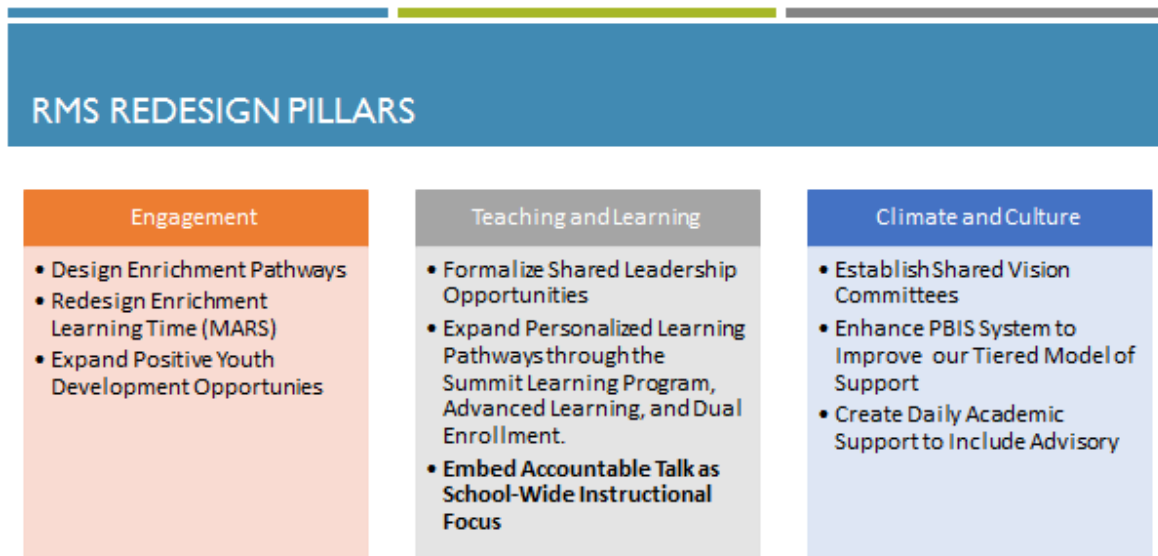 RMS REDESIGN PILLARS
Engagement
• Design Enrichment Pathways
• Redesign Enrichment
Learning Time (MARS)
• Expand Positive Youth
Development Opportunies
Teaching and Learning
• Formalize Shared Leadership
Opportunities
• Expand Personalized Learning
Pathways through the
Summit Learning Program,
Advanced Learning, and Dual
Enrollment.
• Embed Accountable Talk as
School-Wide Instructional
Focus
Climate and Culture
• Establish Shared Vision
Committees
• Enhance PBIS System to
Improve our Tiered Model of
Support
• Create Daily Academic
Support to Include Advisory